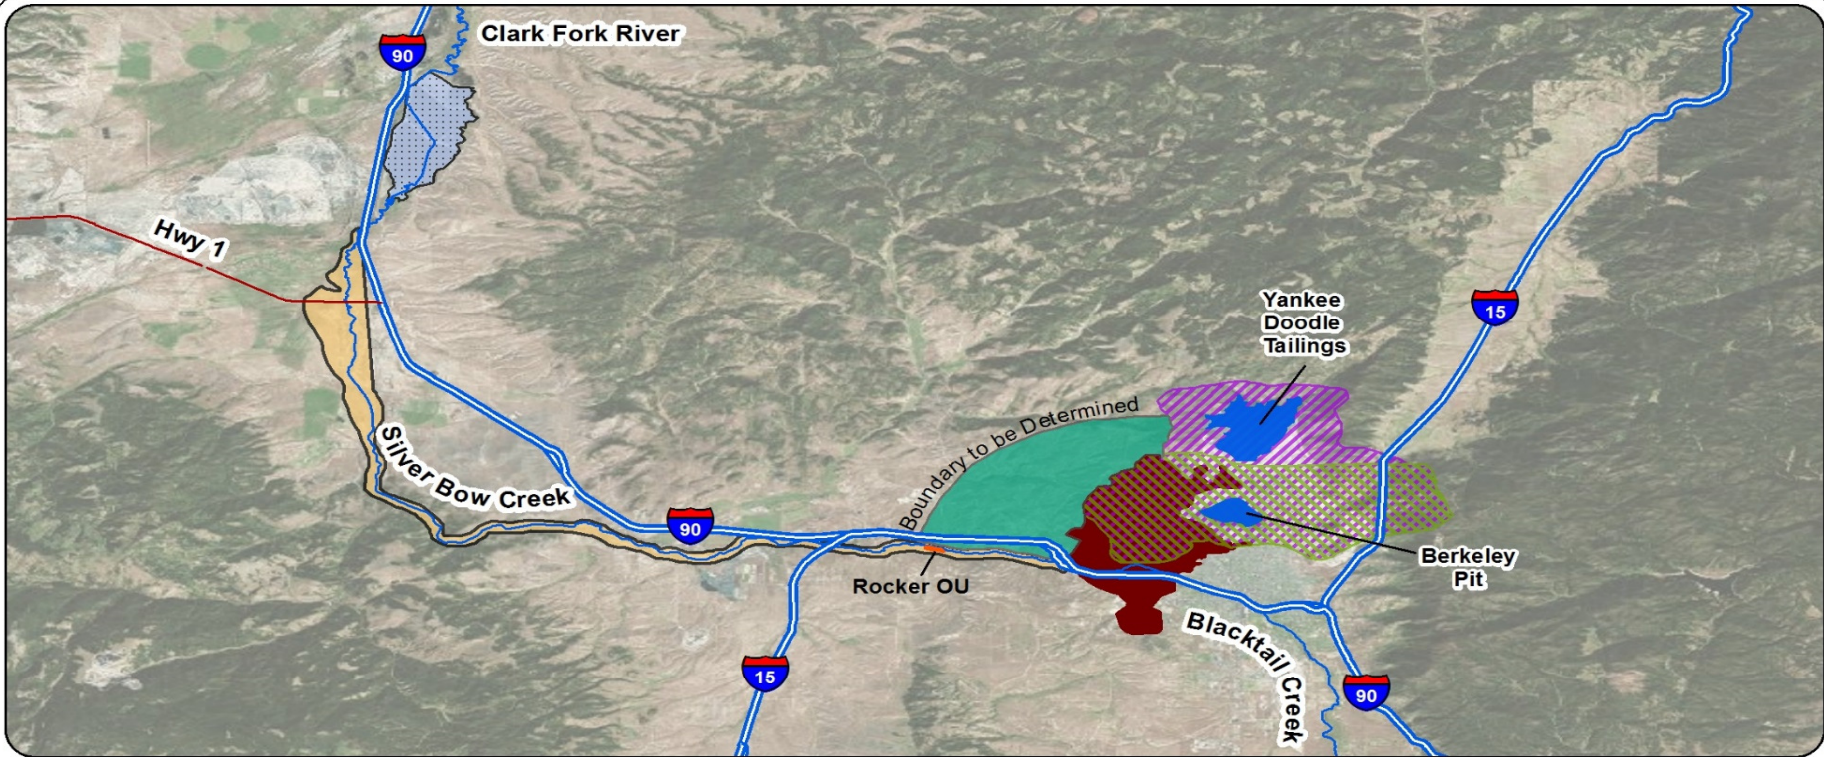 Clark Fork River
90
Hwy 1
Yankee
Doodle
Tailings
15
Boundary to be Determined
Silver Bow Creek
90
Berkeley
Pit
Rocker OU
Blacktail Creek
15
90